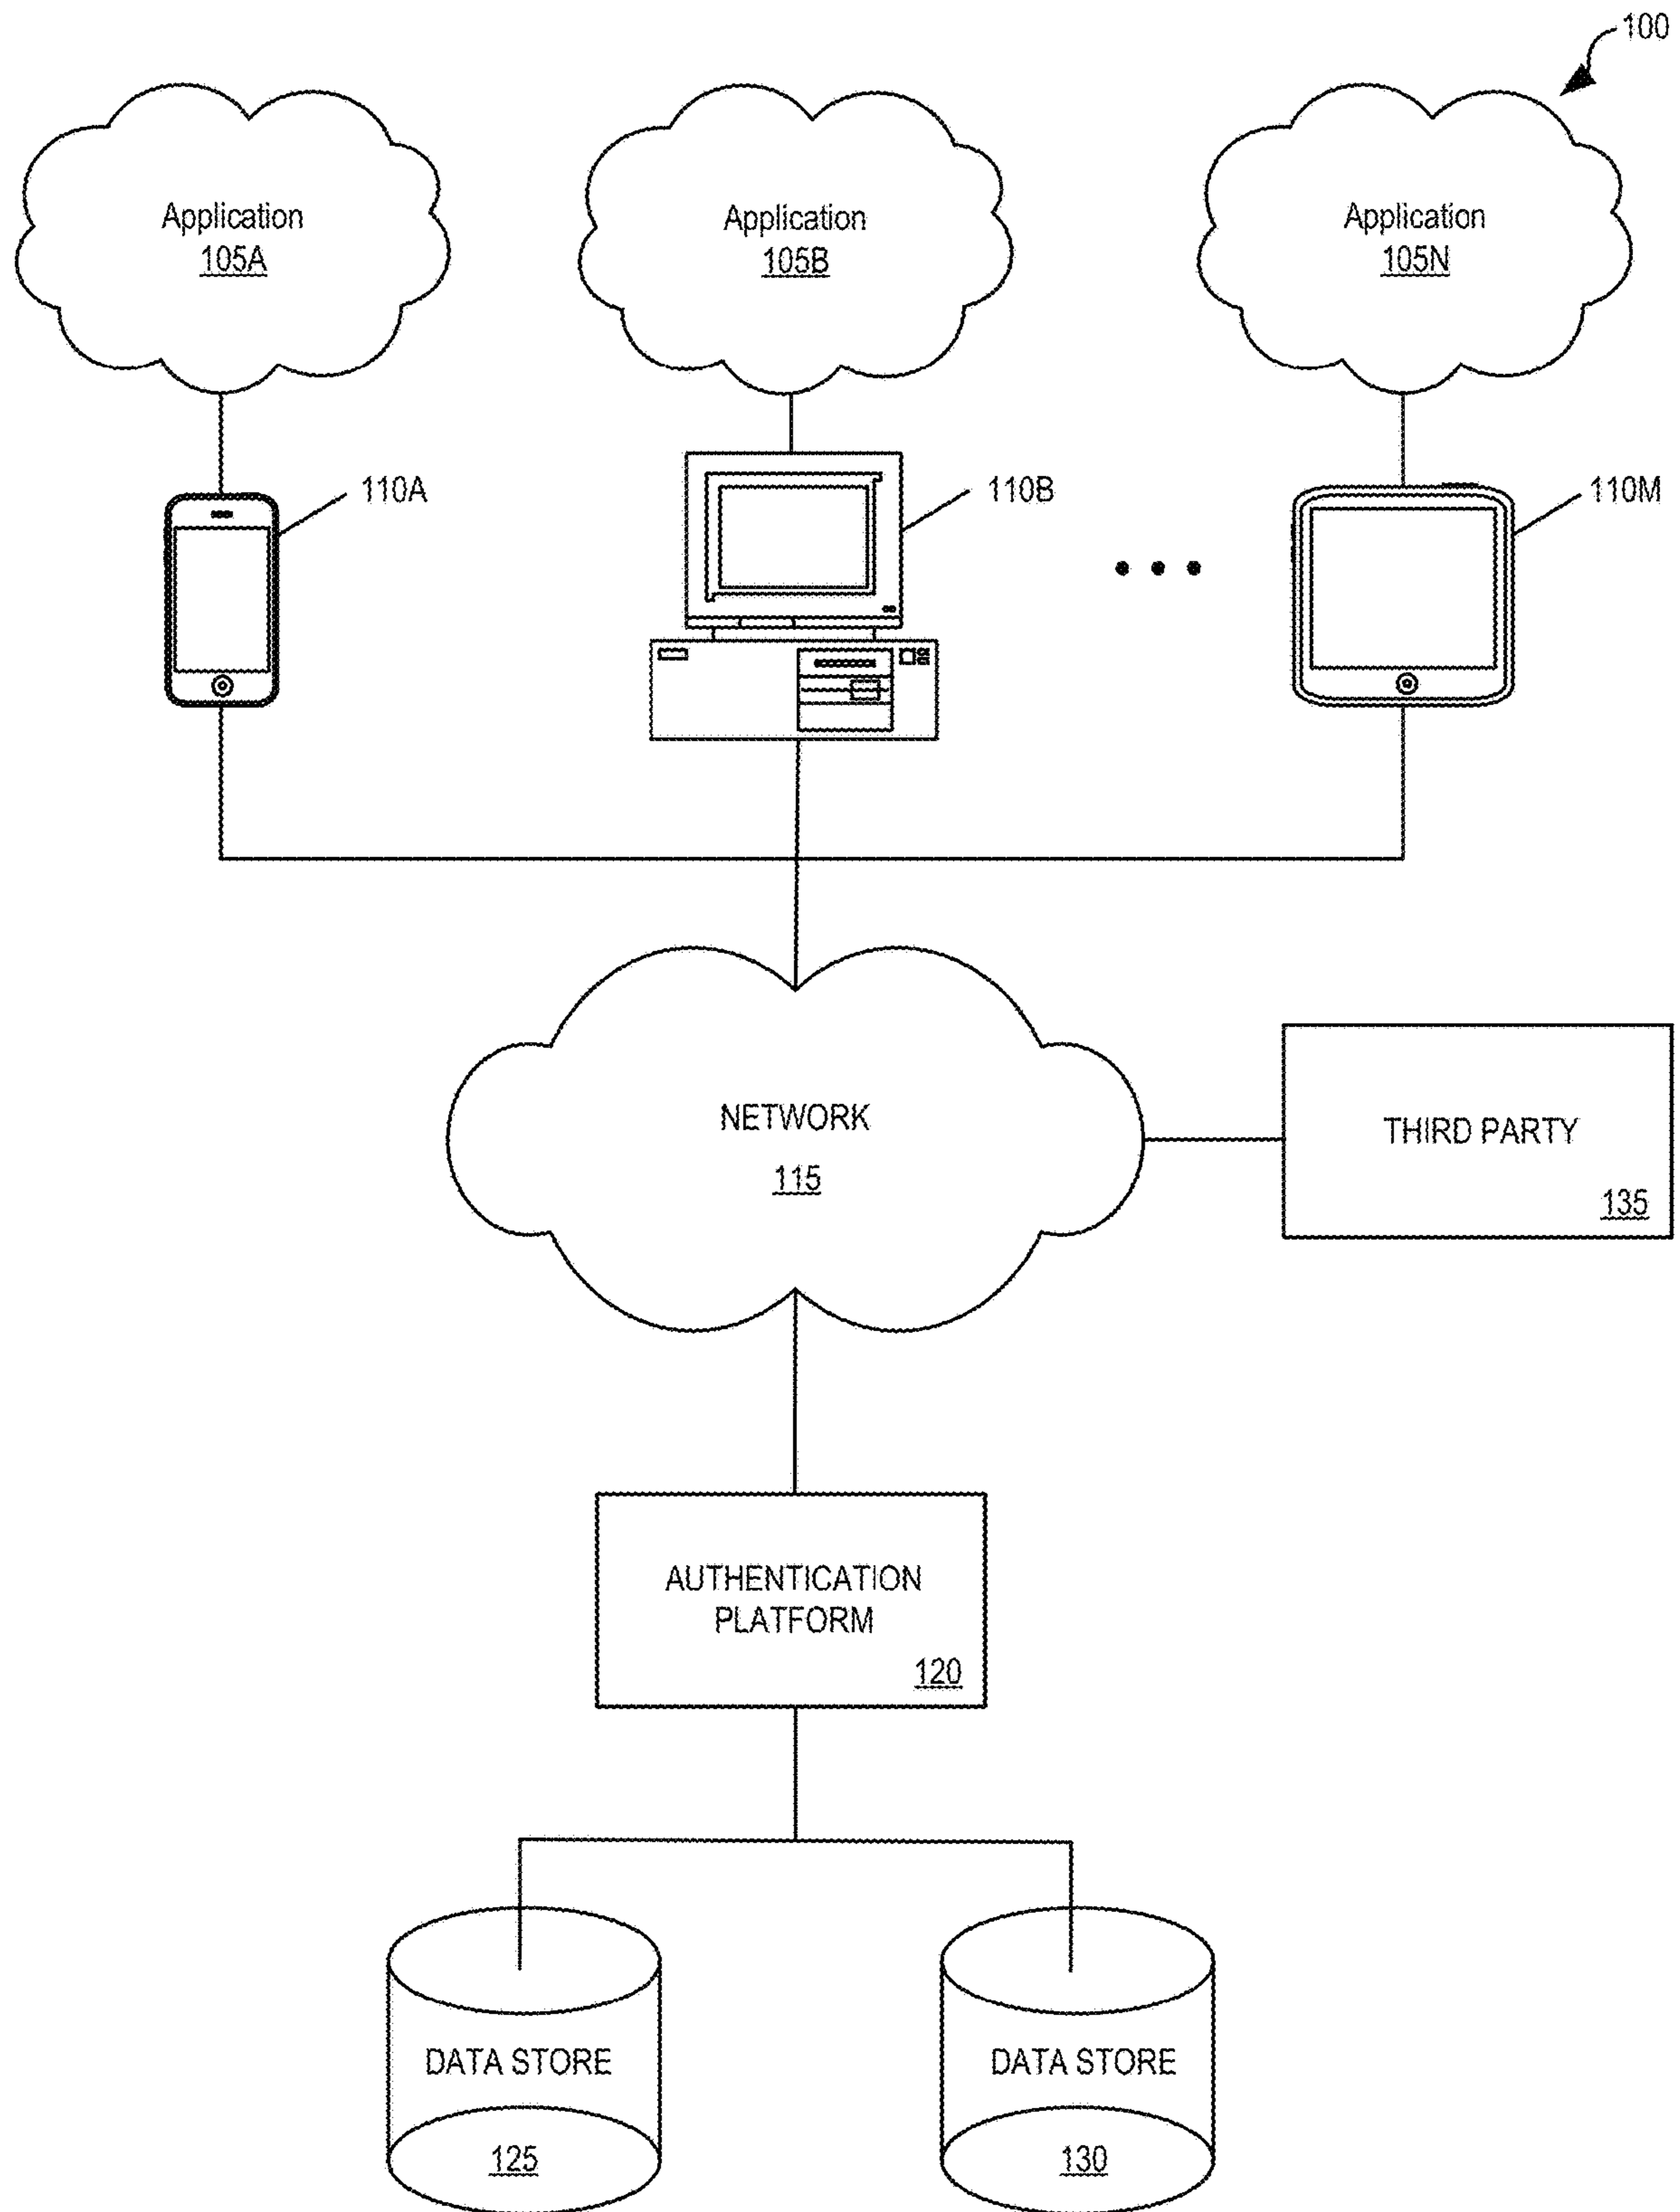 100
Application
105A
Application
105B
Application
105N
110A
110B
110M
NETWORK
115
THIRD PARTY
135
AUTHENTICATION
PLATFORM
120
DATA STORE
125
DATA STORE
130